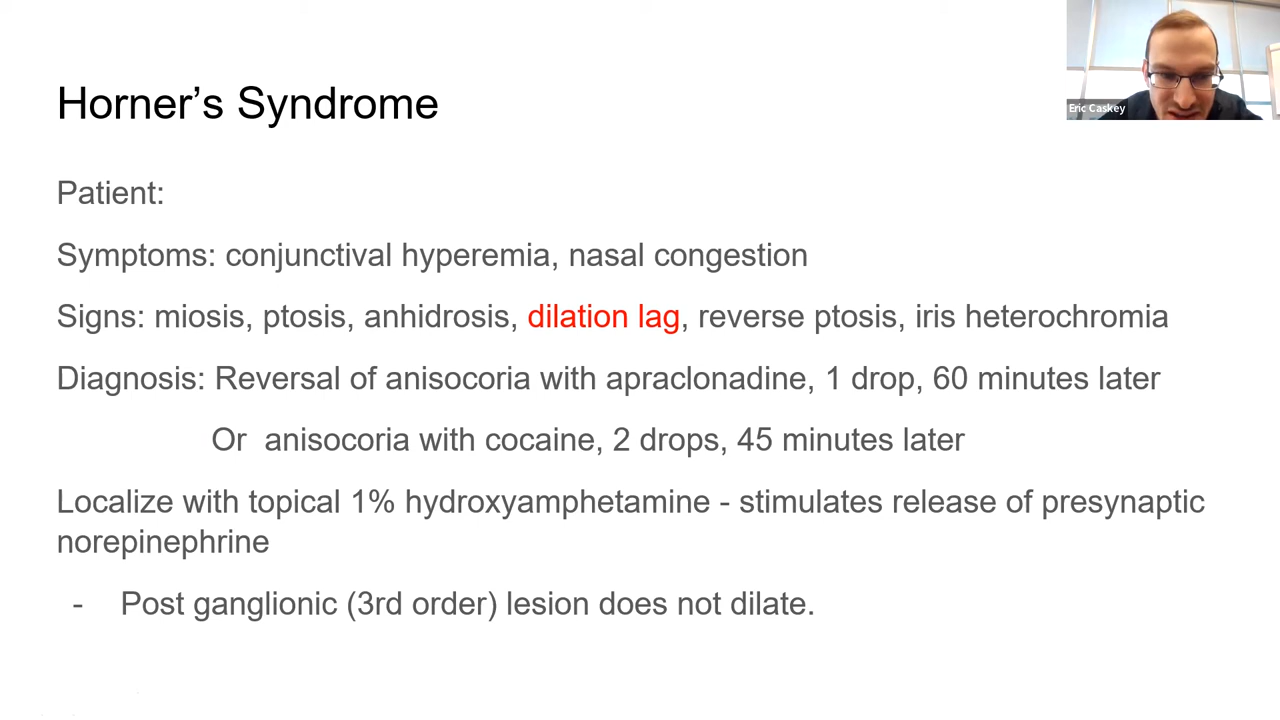 Eric Caskey
Horner’s Syndrome
Patient:
Symptoms: conjunctival hyperemia, nasal congestion
Signs: miosis, ptosis, anhidrosis, dilation lag, reverse ptosis, iris heterochromia
Diagnosis: Reversal of anisocoria with apraclonadine, 1 drop, 60 minutes later
Or anisocoria with cocaine, 2 drops, 45 minutes later
Localize with topical 1% hydroxyamphetamine - stimulates release of presynaptic
norepinephrine
- Post ganglionic (3rd order) lesion does not dilate.